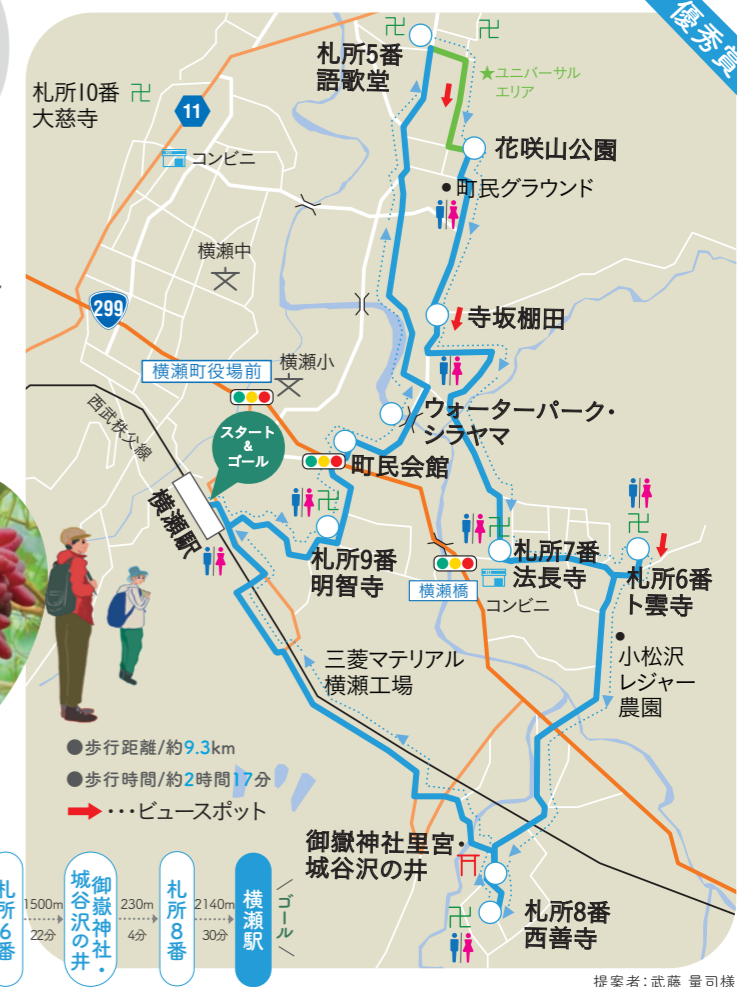 優秀賞
札所5番
語歌堂
★ユニバーサル
エリア
札所10番
大慈寺
11
コンビニ
花咲山公園
町民グラウンド
横瀬中
299
寺坂棚田
横瀬町役場前
横瀬小
西武秩父線
スタート
&
ゴール
ウォーターパーク・
シラヤマ
町民会館
横瀬駅
札所9番
明智寺
札所7番
法長寺
横瀬橋
コンビニ
札所6番
卜雲寺
三菱マテリアル
横瀬工場
小松沢
レジャー
農園
●歩行距離/約9.3km
●歩行時間/約2時間17分
・・・ビュースポット
御嶽神社里宮・
城谷沢の井
札所8番
西善寺
札所6番
1500m
22分
御嶽神社・
城谷沢の井
230m
4分
札所8番
2140m
30分
横瀬駅
ゴール
提案者:武藤 量司様